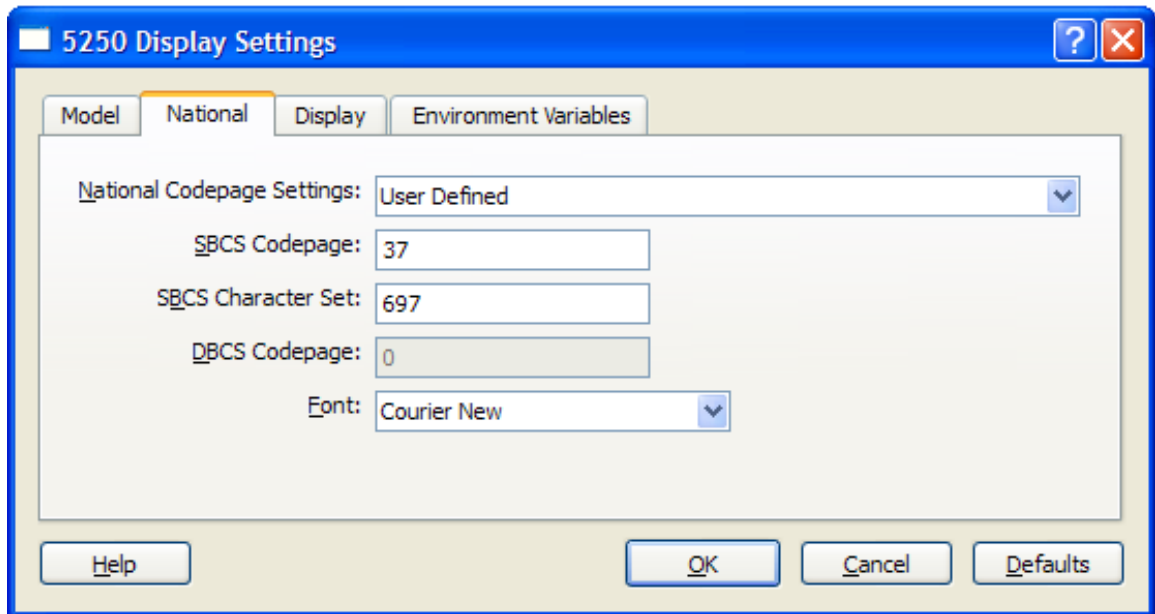 5250 Display Settings
?
Model National Display Environment Variables
National Codepage Settings: User Defined
SBCS Codepage: 37
SBCS Character Set: 697
DBCS Codepage: 0
Font: Courier New
Help OK Cancel Defaults